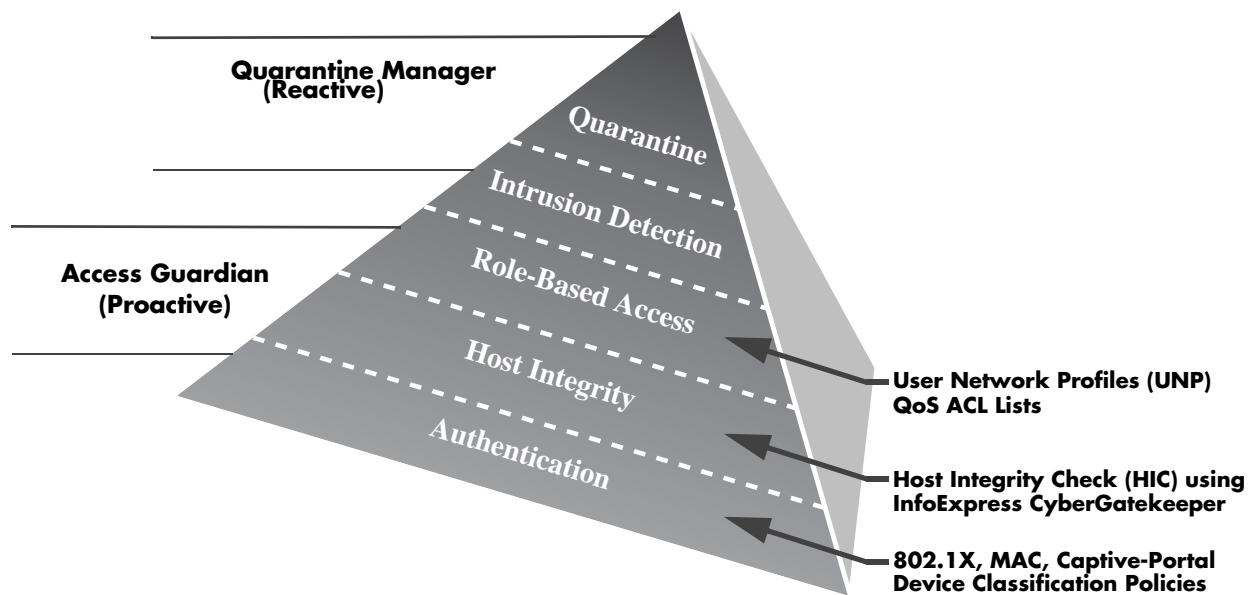 Quarantine Manager
(Reactive)
Quarantine
Intrusion Detection
Access Guardian
(Proactive)
Role-Based Access
Host Integrity
Authentication
User Network Profiles (UNP)
QoS ACL Lists
Host Integrity Check (HIC) using
InfoExpress CyberGatekeeper
802.1X, MAC, Captive-Portal
Device Classification Policies